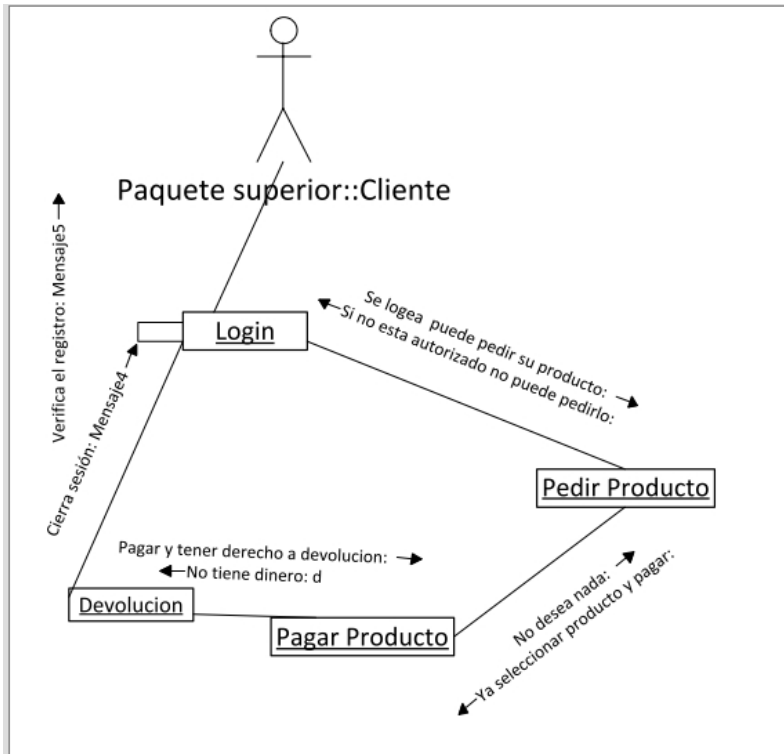 Paquete superior::Cliente
Verifica el registro: Mensaje5
Login
Se logea  puede pedir su producto:
Si no esta autorizado no puede pedirlo:
Cierra sesión: Mensaje4
Pedir Producto
Pagar y tener derecho a devolucion:
No tiene dinero: d
No desea nada:
Ya seleccionar producto y pagar:
Devolucion
Pagar Producto